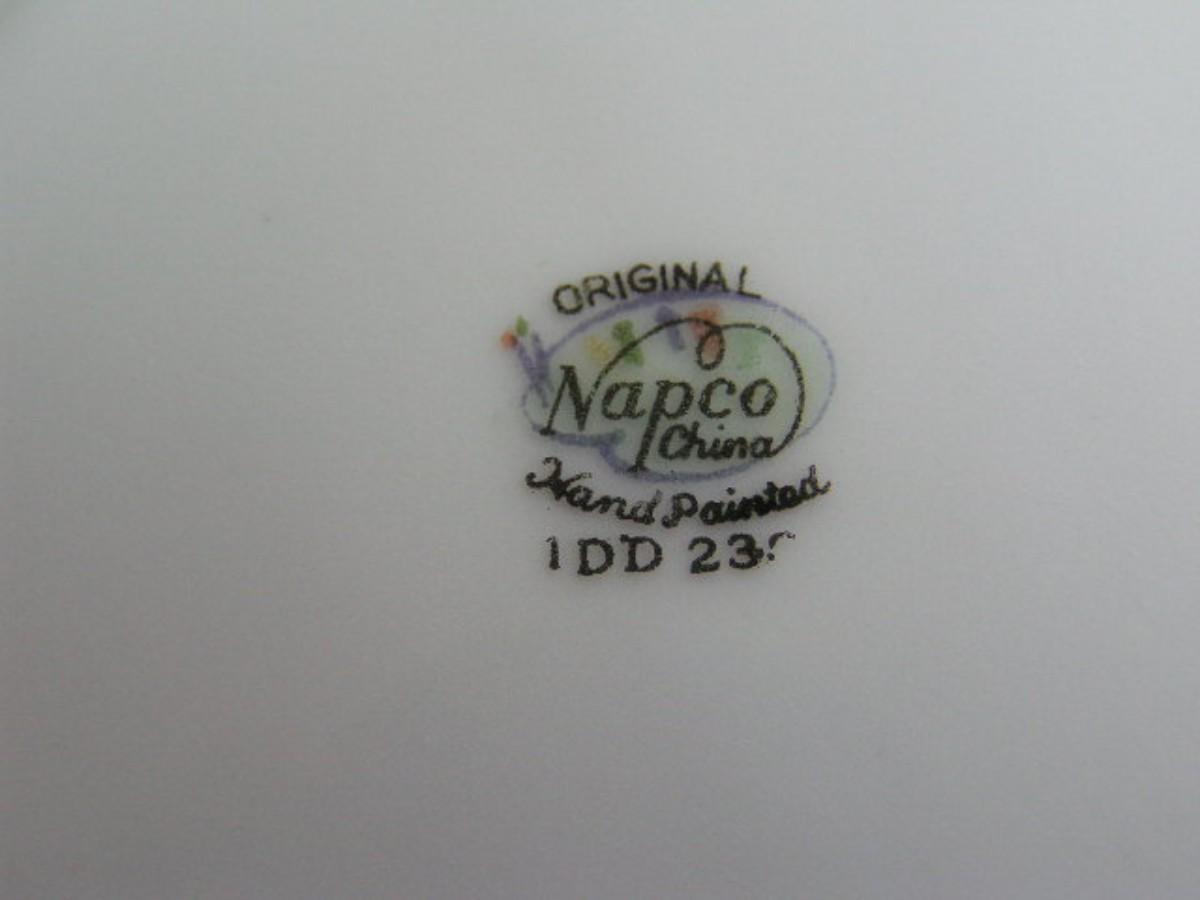 ORIGINAL
Napco
China
Hand Painted
1DD